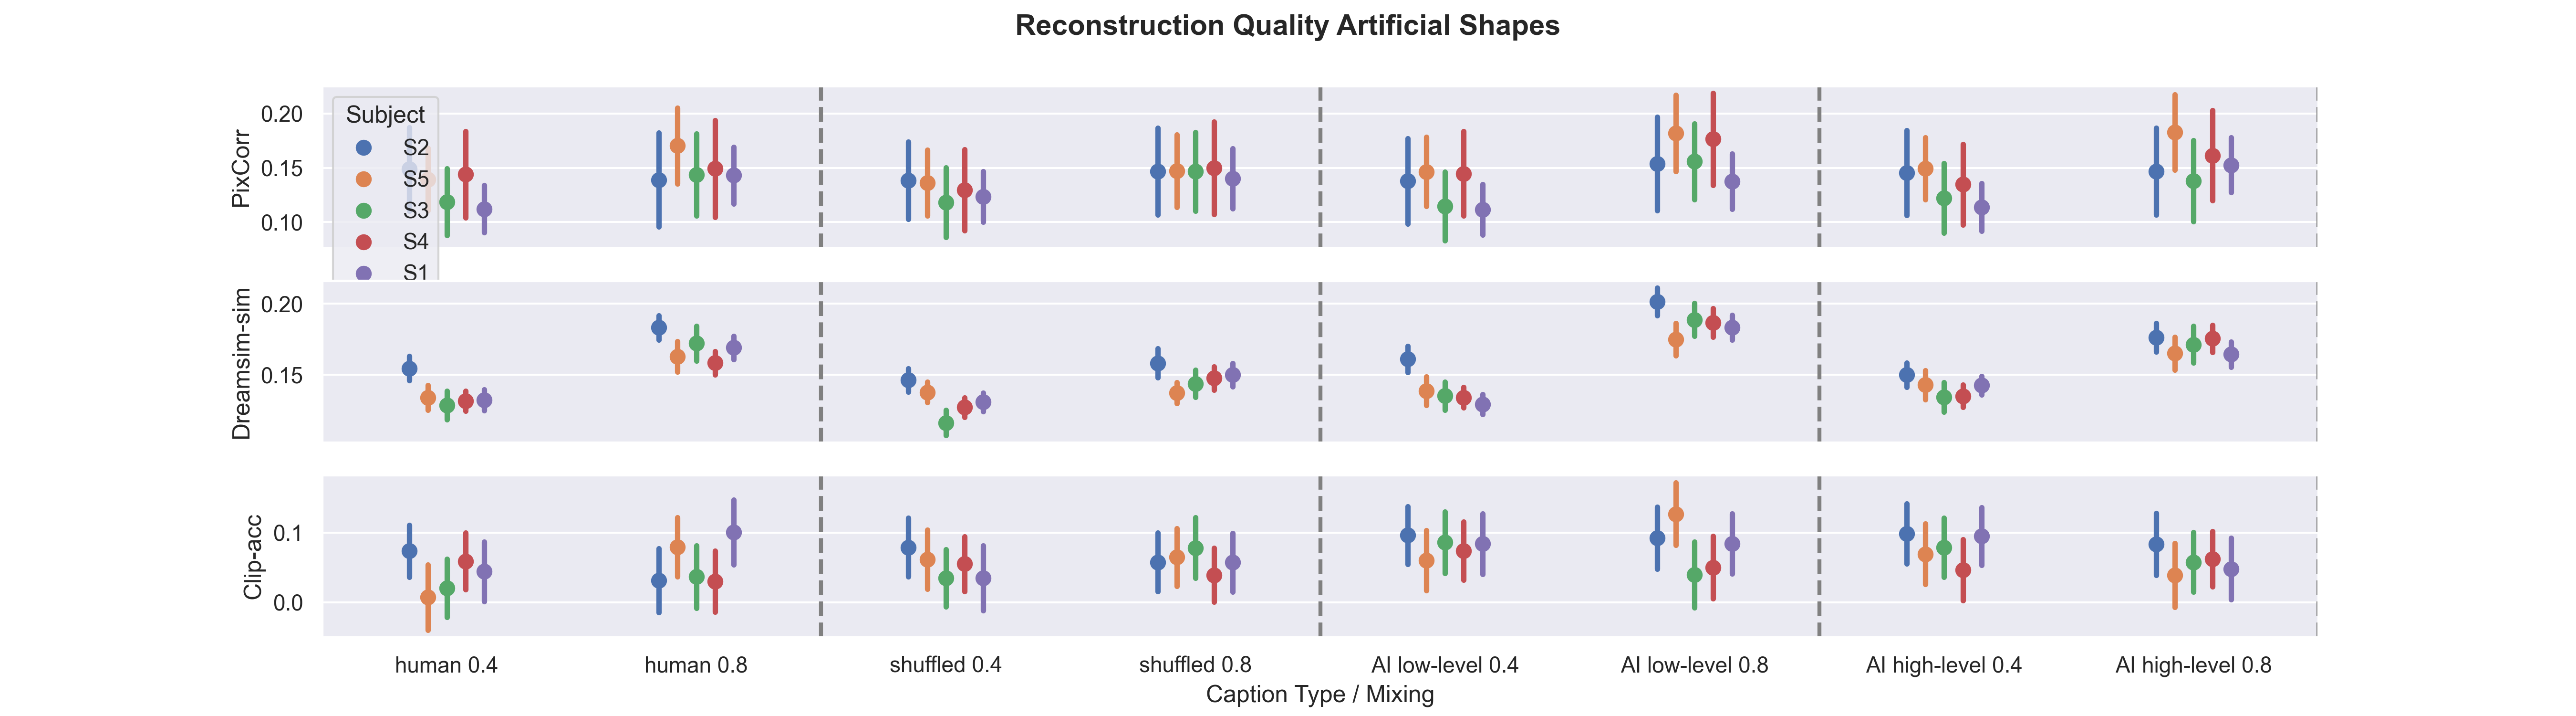 Reconstruction Quality Artificial Shapes
Subject
S2
S5
S3
S4
S1
PixCorr
0.20
0.15
0.10
Dreamsim-sim
0.20
0.15
Clip-acc
0.1
0.0
human 0.4
human 0.8
shuffled 0.4
shuffled 0.8
AI low-level 0.4
AI low-level 0.8
AI high-level 0.4
AI high-level 0.8
Caption Type / Mixing